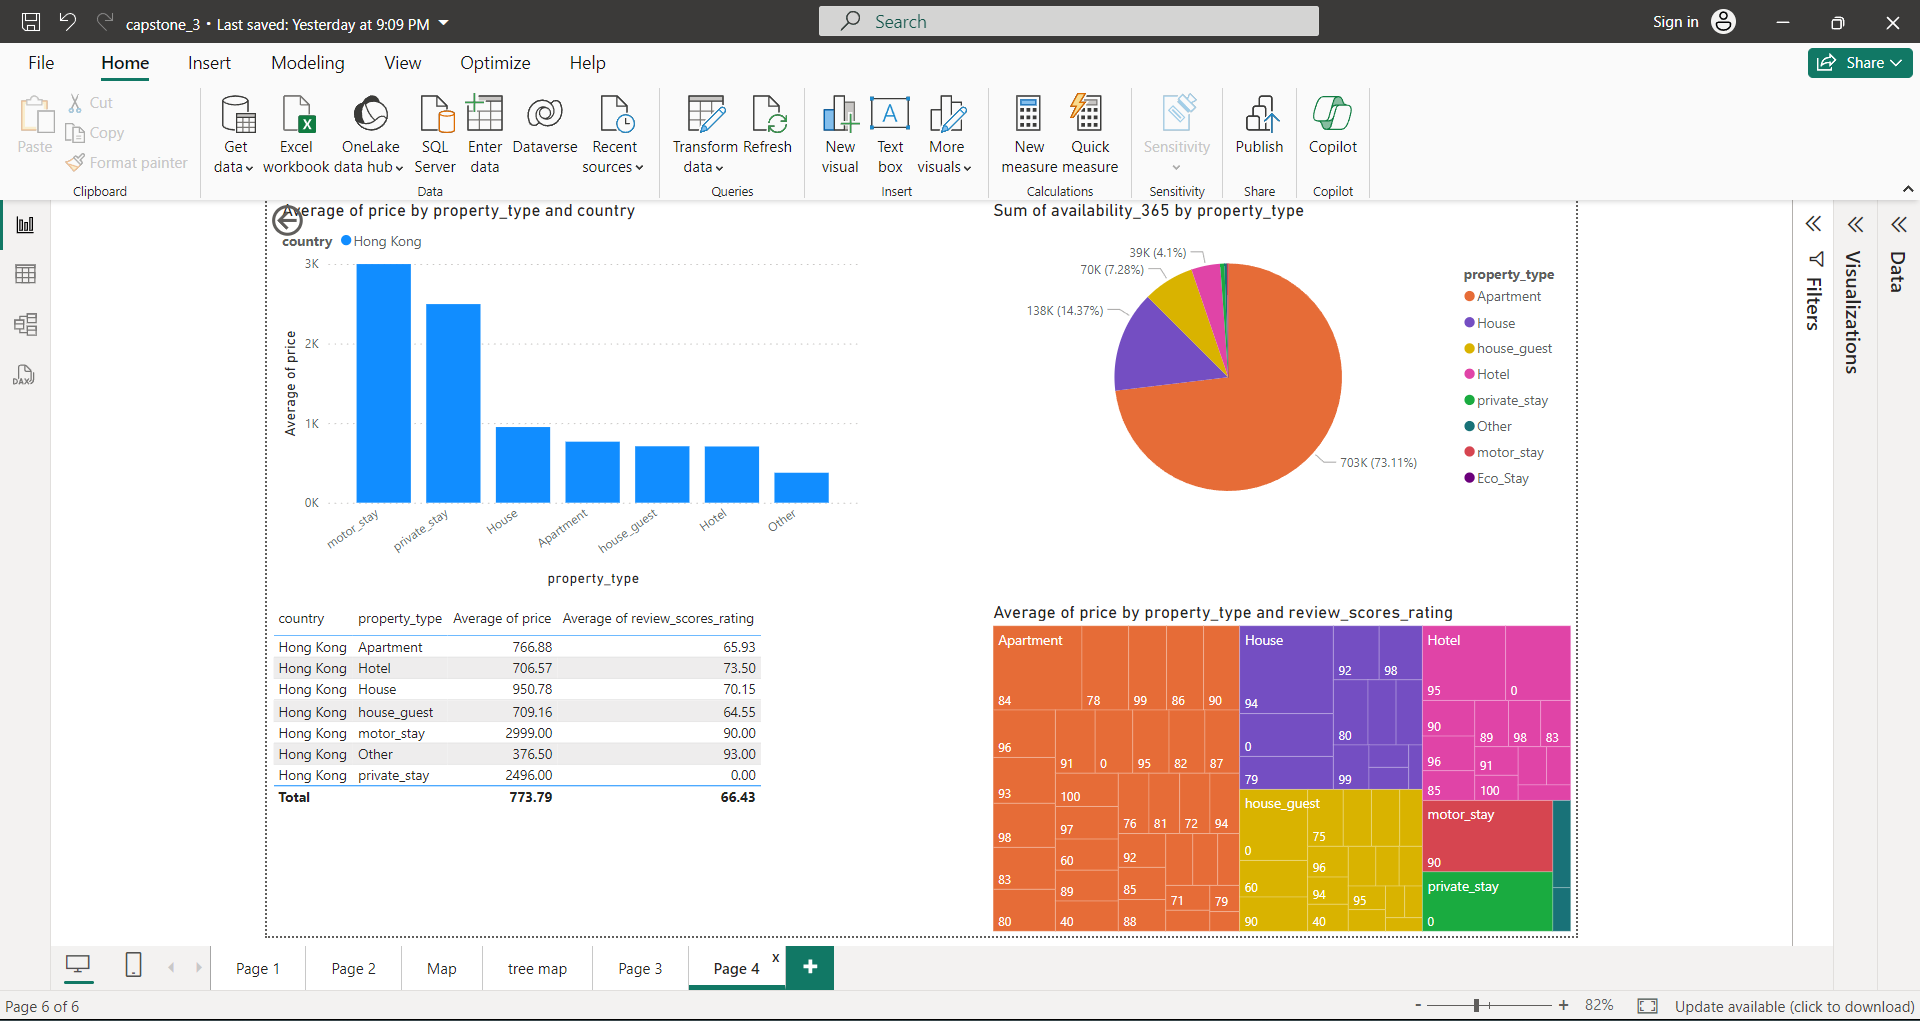 capstone_3 • Last saved: Yesterday at 9:09 PM
Search
Sign in
File Home Insert Modeling View Optimize Help
Share
Paste
Cut
Copy
Format painter
Clipboard
Get data
Excel workbook
OneLake data hub
SQL Server
Enter data
Dataverse
Recent sources
Data
Transform data
Refresh
Queries
New visual
Text box
More visuals
Insert
New measure
Quick measure
Calculations
Sensitivity
Sensitivity
Publish
Share
Copilot
Copilot
Average of price by property_type and country
country Hong Kong
3K
2K
1K
0K
Average of price
motor_stay
private_stay
House
Apartment
house_guest
Hotel
Other
property_type
Sum of availability_365 by property_type
39K (4.1%)
70K (7.28%)
138K (14.37%)
703K (73.11%)
property_type
Apartment
House
house_guest
Hotel
private_stay
Other
motor_stay
Eco_Stay
country property_type Average of price Average of review_scores_rating
Hong Kong Apartment 766.88 65.93
Hong Kong Hotel 706.57 73.50
Hong Kong House 950.78 70.15
Hong Kong house_guest 709.16 64.55
Hong Kong motor_stay 2999.00 90.00
Hong Kong Other 376.50 93.00
Hong Kong private_stay 2496.00 0.00
Total 773.79 66.43
Average of price by property_type and review_scores_rating
Apartment
84 78 99 86 90
96
91 0 95 82 87
93
100
98
97
76 81 72 94
60
92
83
89
85
71 79
80
40
88
House
92 98
94
80
0
79
99
house_guest
75
0
96
60
94
95
90
40
Hotel
95 0
90
89 98 83
96
91
85
100
motor_stay
90
private_stay
0
Filters
Visualizations
Data
DAX
Page 1
Page 2
Map
tree map
Page 3
Page 4
x
+
Page 6 of 6
- + 82%
Update available (click to download)